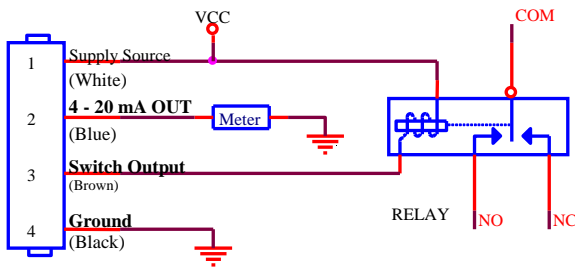 VCC
COM
1
Supply Source
(White)
2
4 - 20 mA OUT
(Blue)
Meter
3
Switch Output
(Brown)
4
Ground
(Black)
RELAY
NO
NC